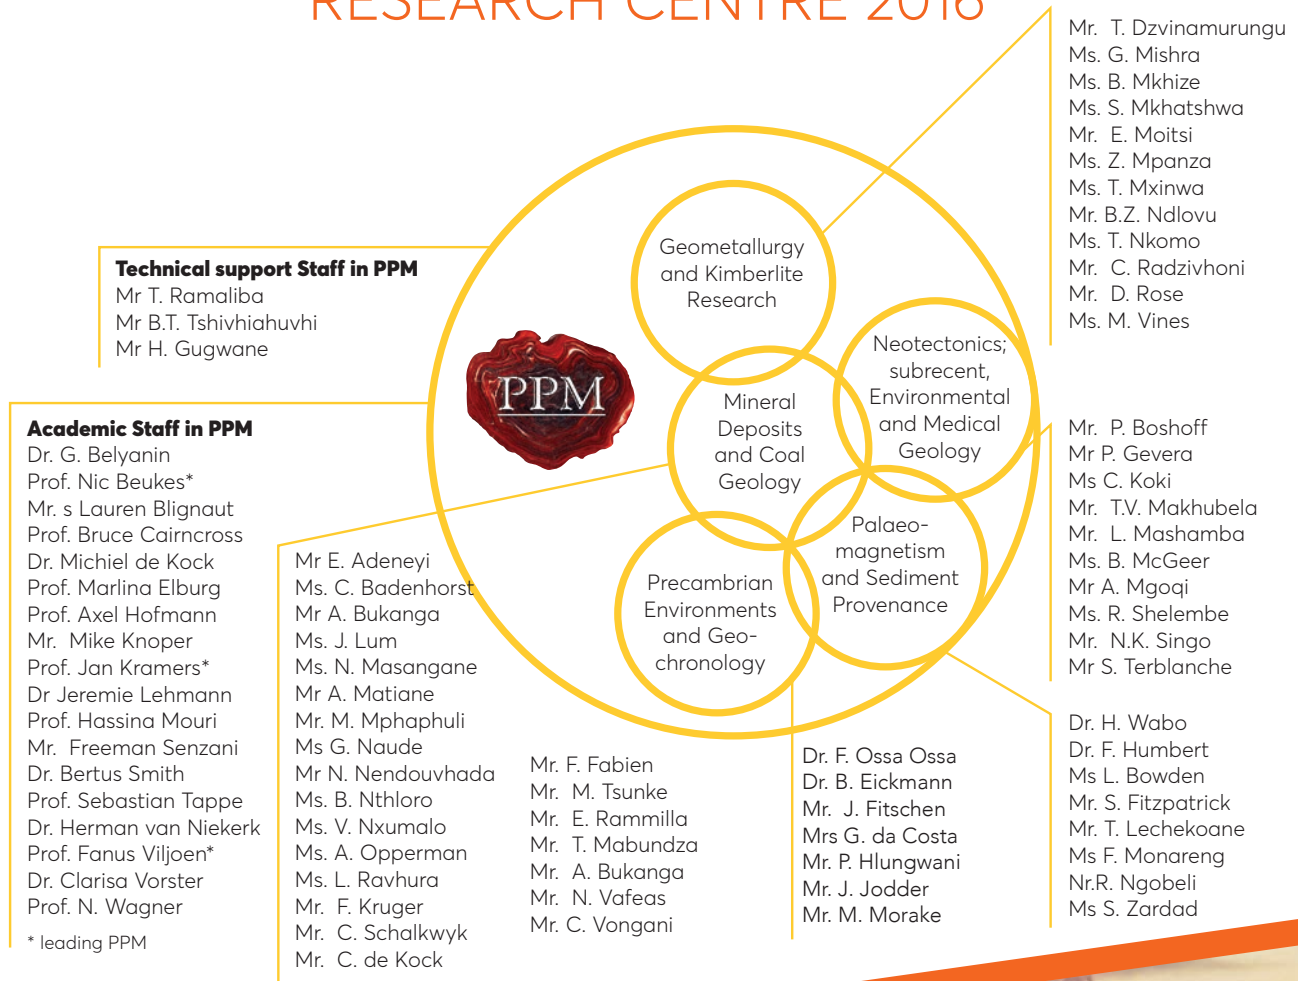 RESEARCH CENTRE 2016
Technical support Staff in PPM
Mr T. Ramaliba
Mr B.T. Tshivhiahuvhi
Mr H. Gugwane
Academic Staff in PPM
Dr. G. Belyanin
Prof. Nic Beukes*
Mr. s Lauren Blignaut
Prof. Bruce Cairncross
Dr. Michiel de Kock
Prof. Marlina Elburg
Prof. Axel Hofmann
Mr. Mike Knoper
Prof. Jan Kramers*
Dr Jeremie Lehmann
Prof. Hassina Mouri
Mr. Freeman Senzani
Dr. Bertus Smith
Prof. Sebastian Tappe
Dr. Herman van Niekerk
Prof. Fanus Viljoen*
Dr. Clarisa Vorster
Prof. N. Wagner
* leading PPM
PPM
Geometallurgy
and Kimberlite
Research
Neotectonics;
subrecent,
Environmental
and Medical
Geology
Mineral
Deposits
and Coal
Geology
Palaeo-
magnetism
and Sediment
Provenance
Precambrian
Environments
and Geo-
chronology
Mr E. Adeneyi
Ms. C. Badenhorst
Mr A. Bukanga
Ms. J. Lum
Ms. N. Masangane
Mr A. Matiane
Mr. M. Mphaphuli
Ms G. Naude
Mr N. Nendouvhada
Ms. B. Nthloro
Ms. V. Nxumalo
Ms. A. Opperman
Ms. L. Ravhura
Mr. F. Kruger
Mr. C. Schalkwyk
Mr. C. de Kock
Mr. F. Fabien
Mr. M. Tsunke
Mr. E. Rammilla
Mr. T. Mabundza
Mr. A. Bukanga
Mr. N. Vafeas
Mr. C. Vongani
Dr. F. Ossa Ossa
Dr. B. Eickmann
Mr. J. Fitschen
Mrs G. da Costa
Mr. P. Hlungwani
Mr. J. Jodder
Mr. M. Morake
Mr. T. Dzvinamurungu
Ms. G. Mishra
Ms. B. Mkhize
Ms. S. Mkhatshwa
Mr. E. Moitsi
Ms. Z. Mpanza
Ms. T. Mxinwa
Mr. B.Z. Ndlovu
Ms. T. Nkomo
Mr. C. Radzivhoni
Mr. D. Rose
Ms. M. Vines
Mr. P. Boshoff
Mr P. Gevera
Ms C. Koki
Mr. T.V. Makhubela
Mr. L. Mashamba
Ms. B. McGeer
Mr A. Mgoqi
Ms. R. Shelembe
Mr. N.K. Singo
Mr S. Terblanche
Dr. H. Wabo
Dr. F. Humbert
Ms L. Bowden
Mr. S. Fitzpatrick
Mr. T. Lechekoane
Ms F. Monareng
Nr.R. Ngobeli
Ms S. Zardad